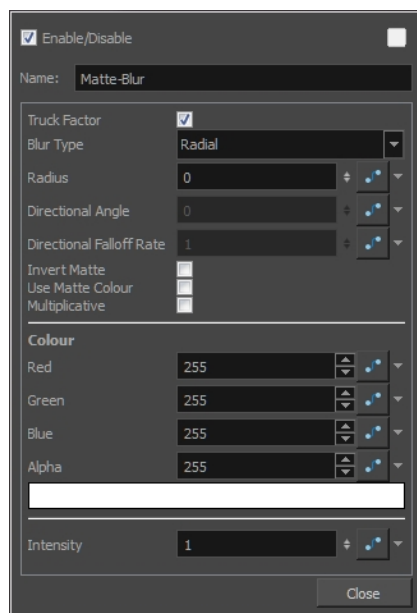 Enable/Disable
Name: Matte-Blur
Truck Factor
Blur Type Radial
Radius 0
Directional Angle 0
Directional Falloff Rate 1
Invert Matte
Use Matte Colour
Multiplicative
Colour
Red 255
Green 255
Blue 255
Alpha 255
Intensity 1
Close